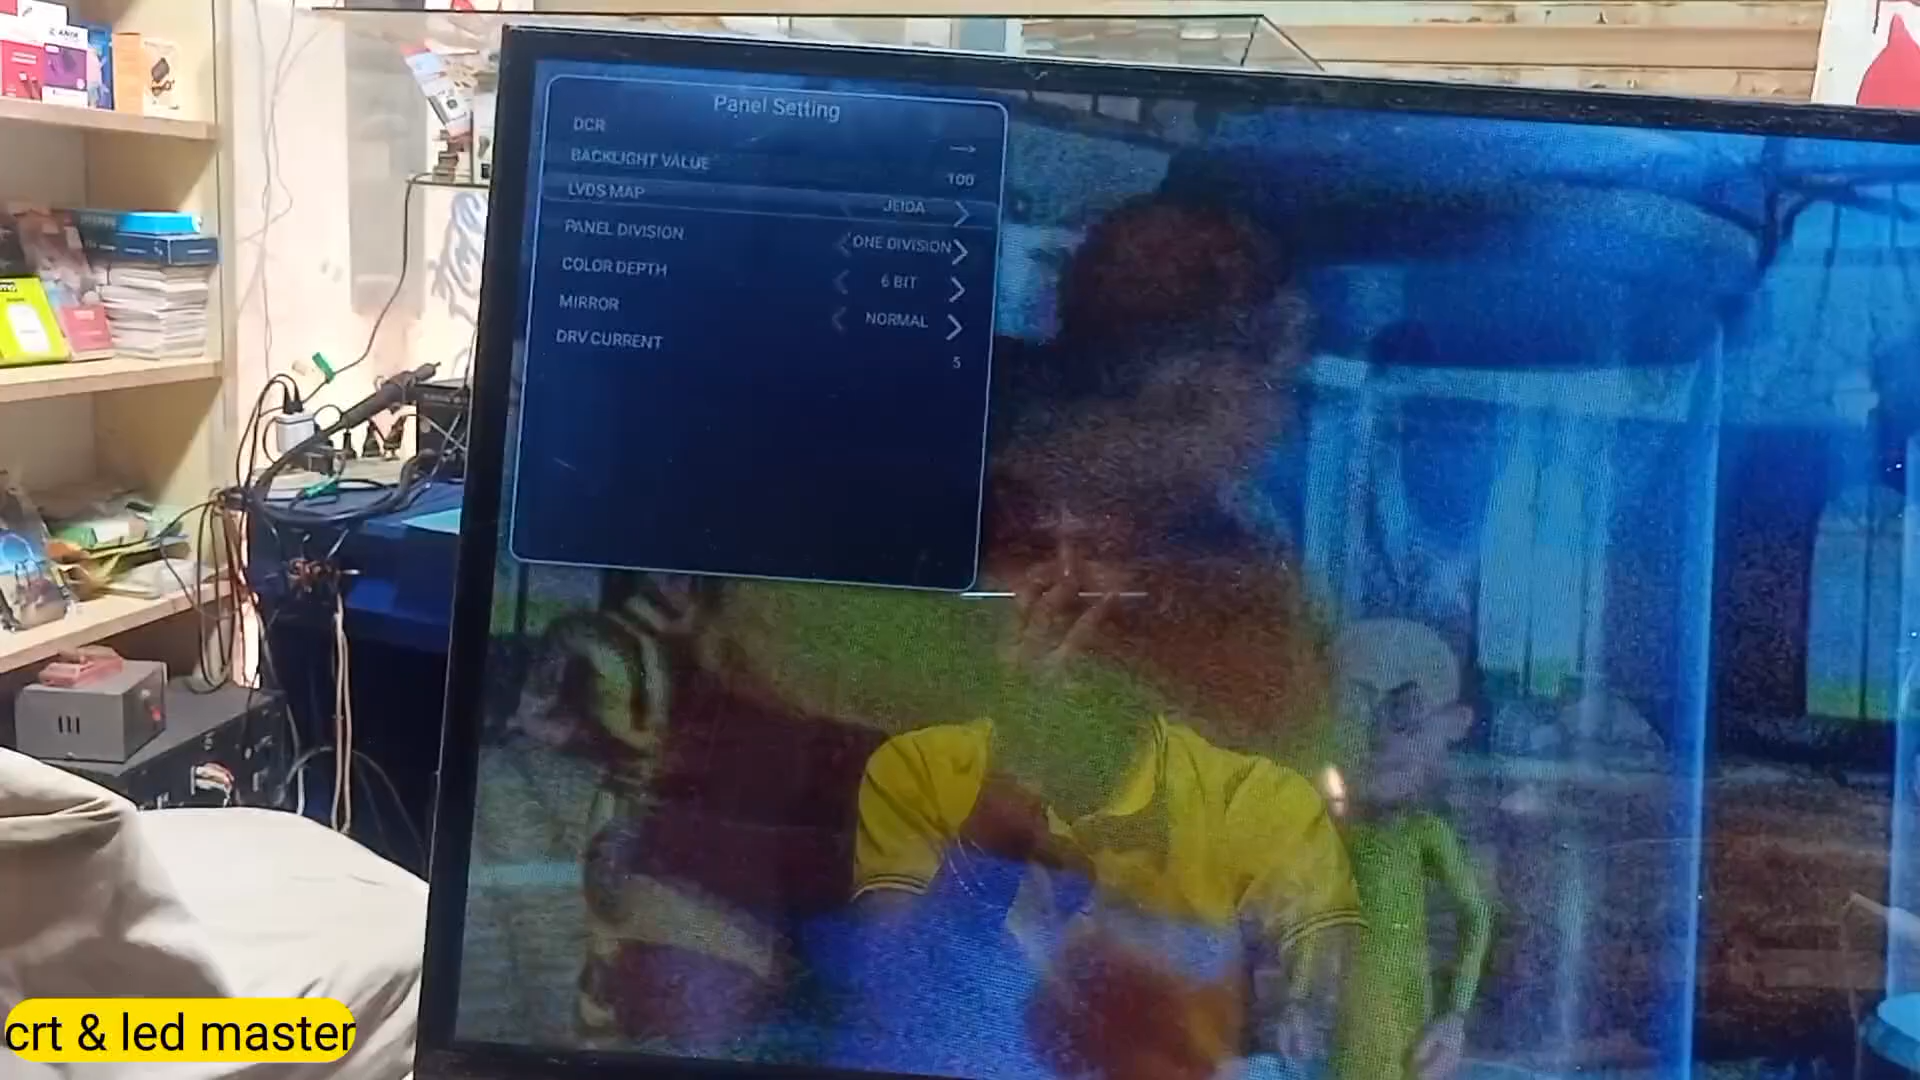 Panel Setting
DCR
BACKLIGHT VALUE 100
LVDS MAP JEIDA
PANEL DIVISION ONE DIVISION
COLOR DEPTH 6 BIT
MIRROR NORMAL
DRV CURRENT 5
crt & led master